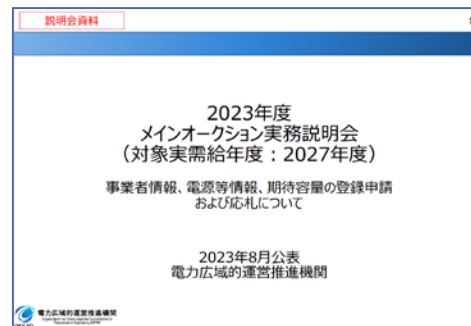 説明会資料
1
2023年度
メインオークション実務説明会
（対象実需給年度：2027年度）
事業者情報、電源等情報、期待容量の登録申請
および応札について
2023年8月公表
電力広域的運営推進機関
電力広域的運営推進機関